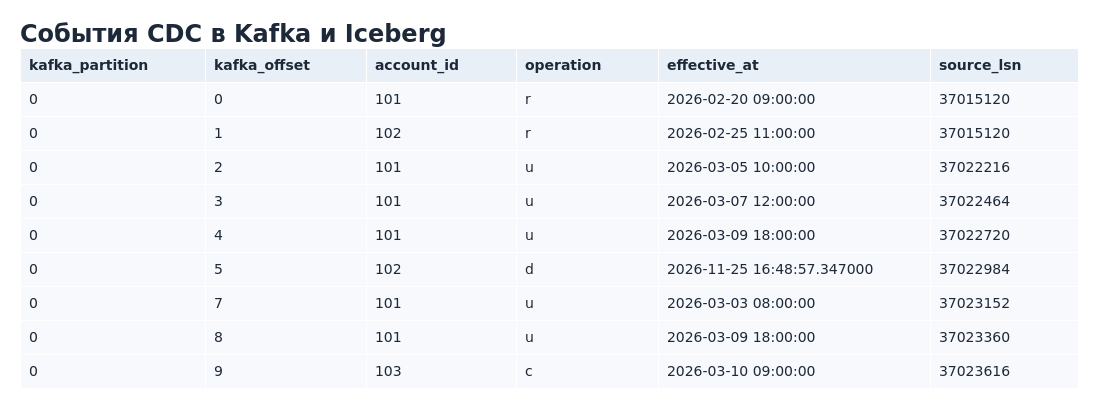 События CDC в Kafka и Iceberg
kafka_partition kafka_offset account_id operation effective_at source_lsn
0 0 101 r 2026-02-20 09:00:00 37015120
0 1 102 r 2026-02-25 11:00:00 37015120
0 2 101 u 2026-03-05 10:00:00 37022216
0 3 101 u 2026-03-07 12:00:00 37022464
0 4 101 u 2026-03-09 18:00:00 37022720
0 5 102 d 2026-11-25 16:48:57.347000 37022984
0 7 101 u 2026-03-03 08:00:00 37023152
0 8 101 u 2026-03-09 18:00:00 37023360
0 9 103 c 2026-03-10 09:00:00 37023616